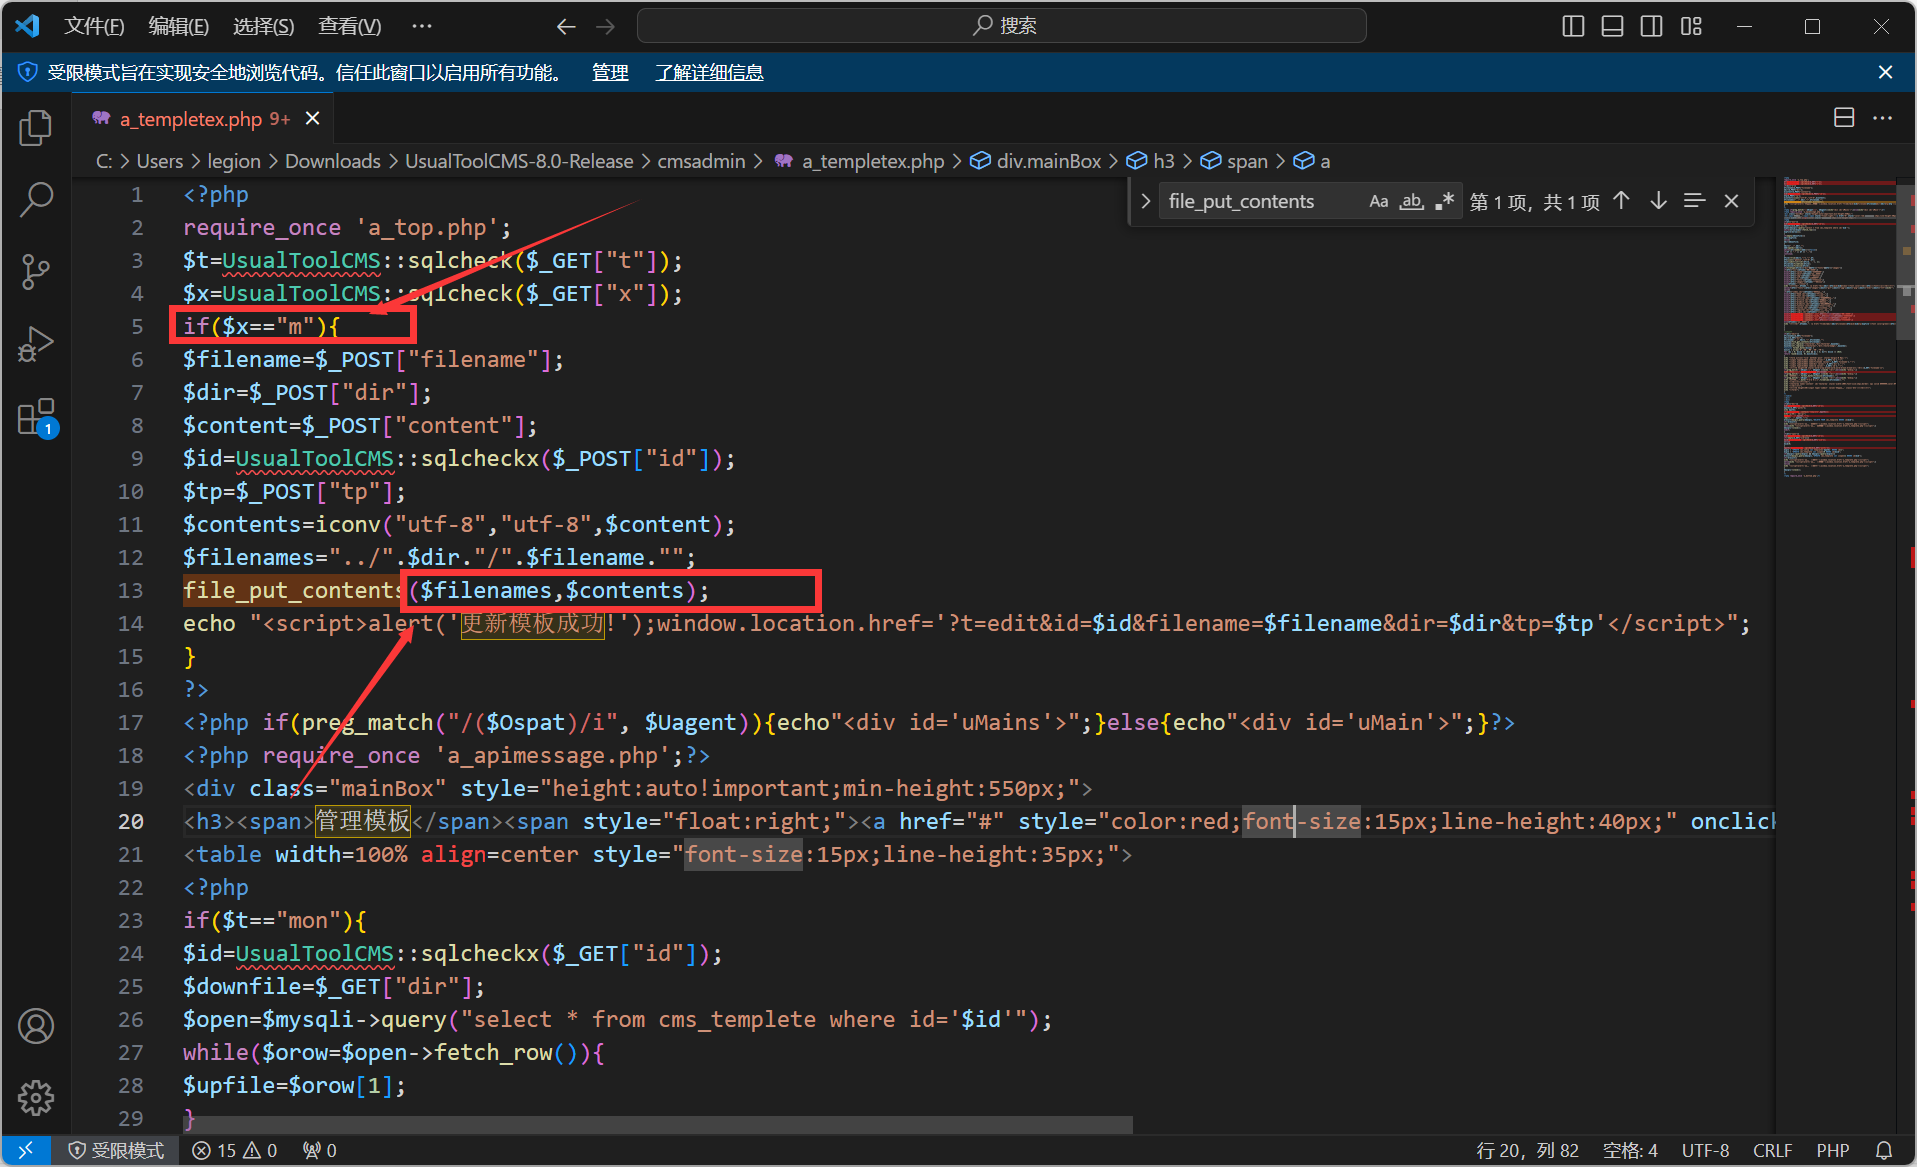 文件(F) 编辑(E) 选择(S) 查看(V) ··· 搜索
受限模式旨在实现安全地浏览代码。信任此窗口以启用所有功能。 管理 了解详细信息
a_templetex.php 9+
C: > Users > legion > Downloads > UsualToolCMS-8.0-Release > cmsadmin > a_templetex.php > div.mainBox > h3 > span > a
file_put_contents Aa ab 第 1 项，共 1 项
1 <?php
2 require_once 'a_top.php';
3 $t=UsualToolCMS::sqlcheck($_GET["t"]);
4 $x=UsualToolCMS::sqlcheck($_GET["x"]);
5 if($x=="m"){
6 $filename=$_POST["filename"];
7 $dir=$_POST["dir"];
8 $content=$_POST["content"];
9 $id=UsualToolCMS::sqlcheckx($_POST["id"]);
10 $tp=$_POST["tp"];
11 $contents=iconv("utf-8","utf-8",$content);
12 $filenames="../".$dir."/".$filename."";
13 file_put_contents($filenames,$contents);
14 echo "<script>alert('更新模板成功!');window.location.href='?t=edit&id=$id&filename=$filename&dir=$dir&tp=$tp'</script>";
15 }
16 ?>
17 <?php if(preg_match("/($Ospat)/i", $Uagent)){echo"<div id='uMains'>";}else{echo"<div id='uMain'>";}?>
18 <?php require_once 'a_apimessage.php';?>
19 <div class="mainBox" style="height:auto!important;min-height:550px;">
20 <h3><span>管理模板</span><span style="float:right;"><a href="#" style="color:red;font-size:15px;line-height:40px;" onclick
21 <table width=100% align=center style="font-size:15px;line-height:35px;">
22 <?php
23 if($t=="mon"){
24 $id=UsualToolCMS::sqlcheckx($_GET["id"]);
25 $downfile=$_GET["dir"];
26 $open=$mysqli->query("select * from cms_templete where id='$id'");
27 while($orow=$open->fetch_row()){
28 $upfile=$orow[1];
29 }
1
受限模式 15 0 0 行 20，列 82 空格: 4 UTF-8 CRLF PHP